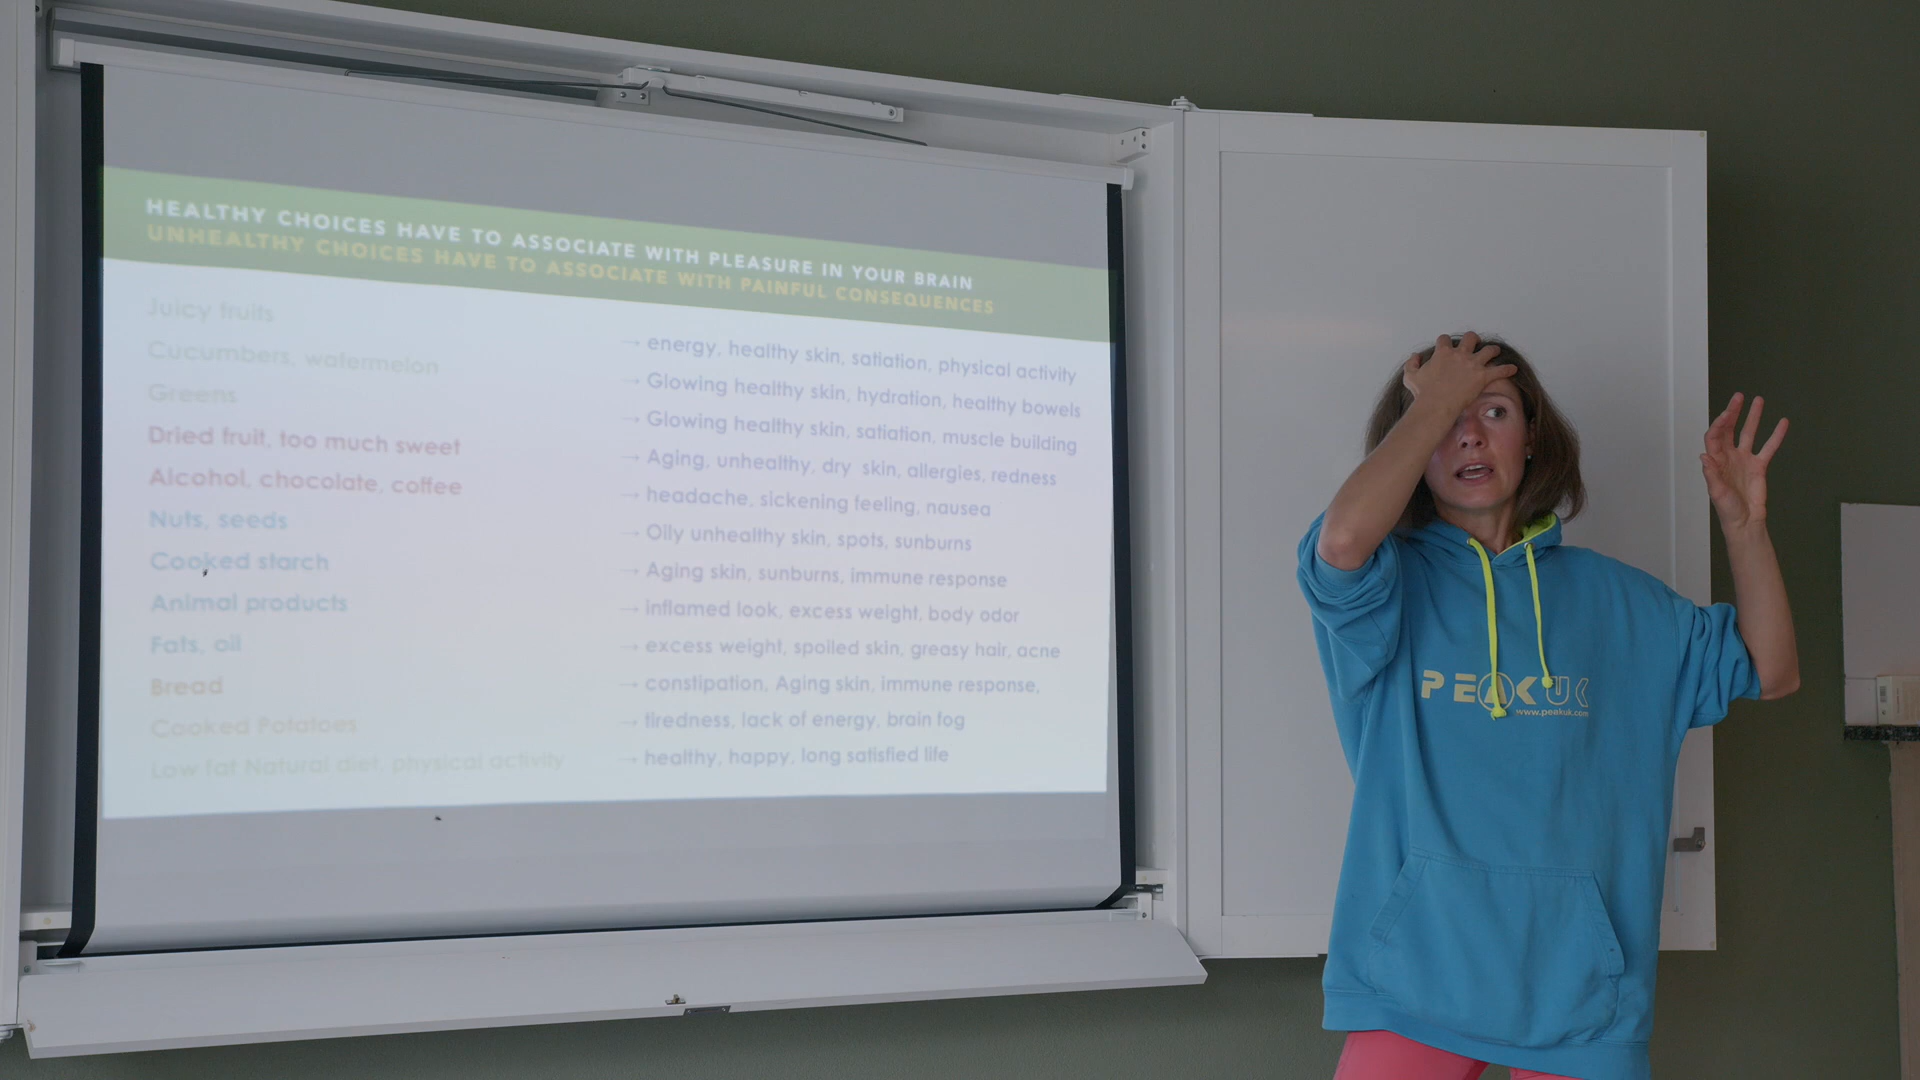 HEALTHY CHOICES HAVE TO ASSOCIATE WITH PLEASURE IN YOUR BRAIN
UNHEALTHY CHOICES HAVE TO ASSOCIATE WITH PAINFUL CONSEQUENCES
Juicy fruits → energy, healthy skin, satiation, physical activity
Cucumbers, watermelon → Glowing healthy skin, hydration, healthy bowels
Greens → Glowing healthy skin, satiation, muscle building
Dried fruit, too much sweet → Aging, unhealthy, dry skin, allergies, redness
Alcohol, chocolate, coffee → headache, sickening feeling, nausea
Nuts, seeds → Oily unhealthy skin, spots, sunburns
Cooked starch → Aging skin, sunburns, immune response
Animal products → inflamed look, excess weight, body odor
Fats, oil → excess weight, spoiled skin, greasy hair, acne
Bread → constipation, Aging skin, immune response,
Cooked Potatoes → tiredness, lack of energy, brain fog
Low fat Natural diet, physical activity → healthy, happy, long satisfied life
PEAKUK
www.peakuk.com